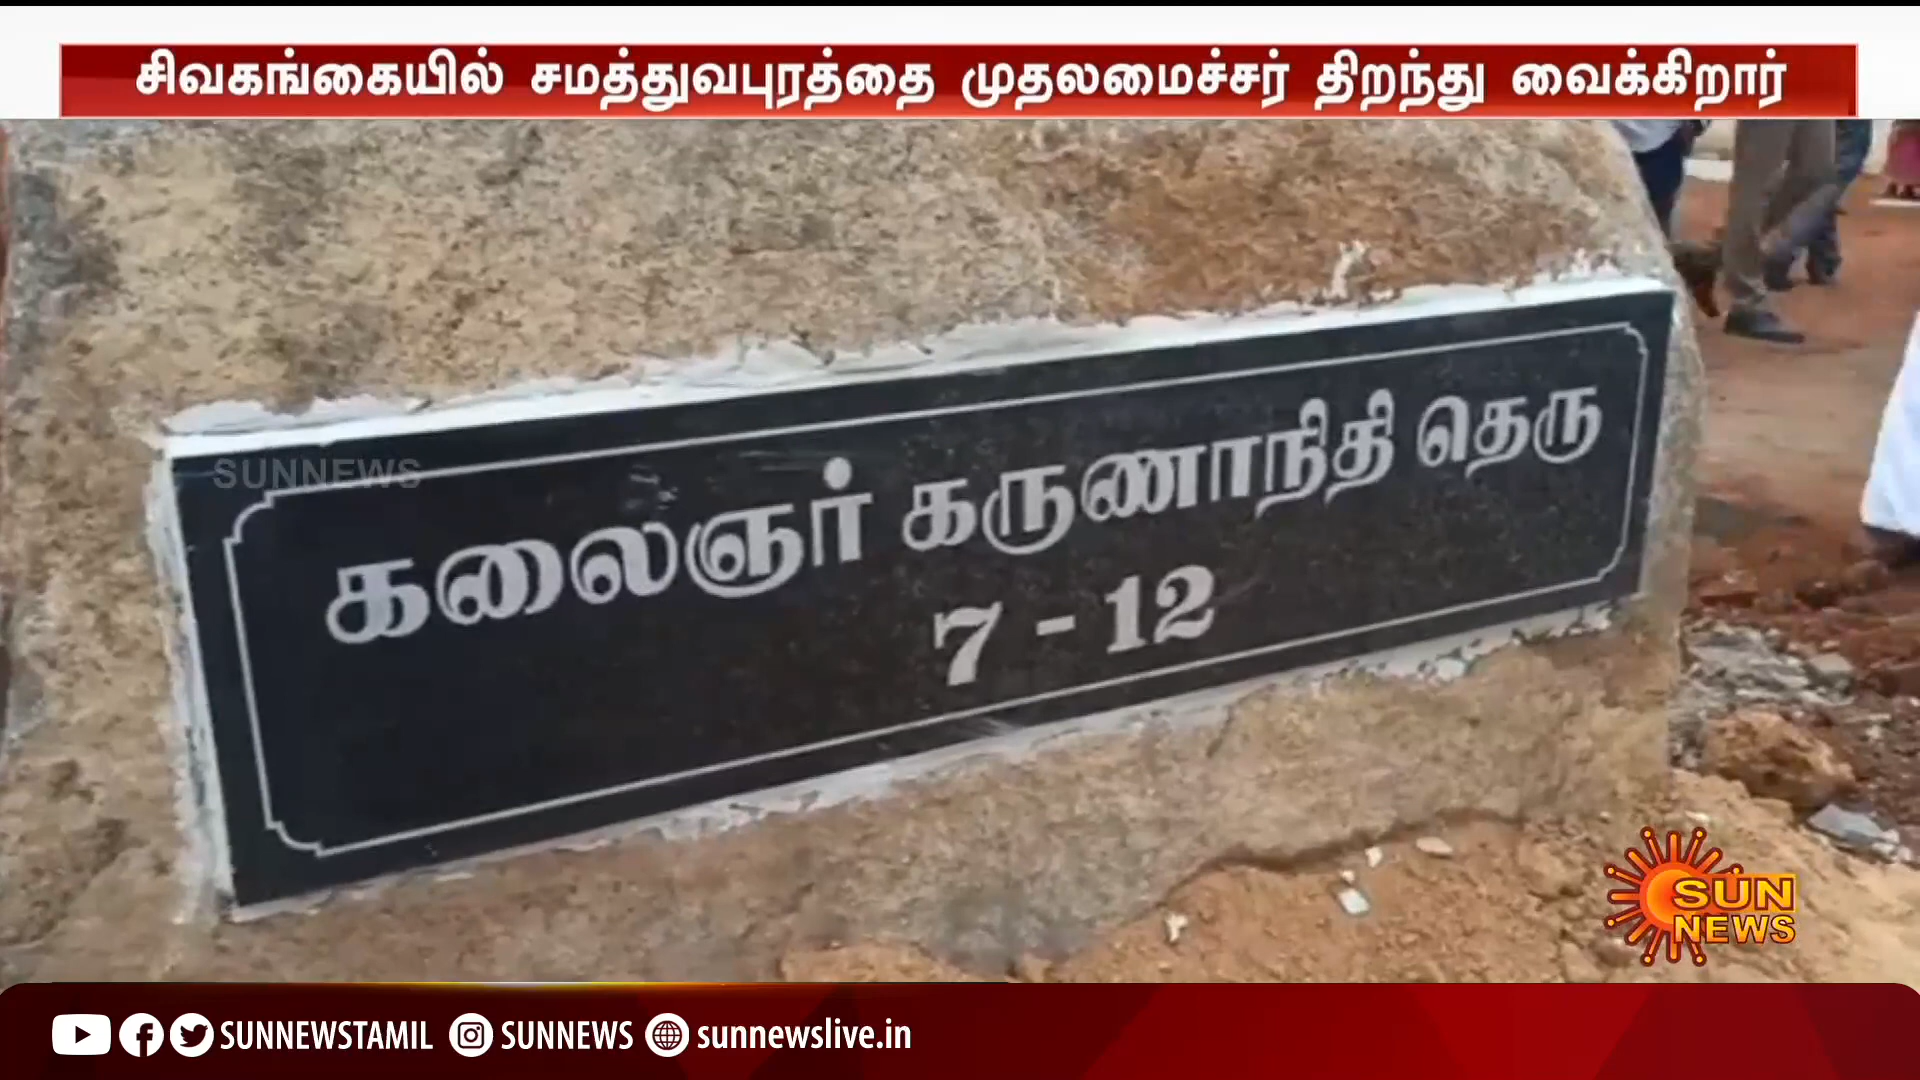 சிவகங்கையில் சமத்துவபுரத்தை முதலமைச்சர் திறந்து வைக்கிறார்
SUNNEWS
கலைஞர் கருணாநிதி தெரு
7 - 12
SUN
NEWS
SUNNEWSTAMIL SUNNEWS sunnewslive.in